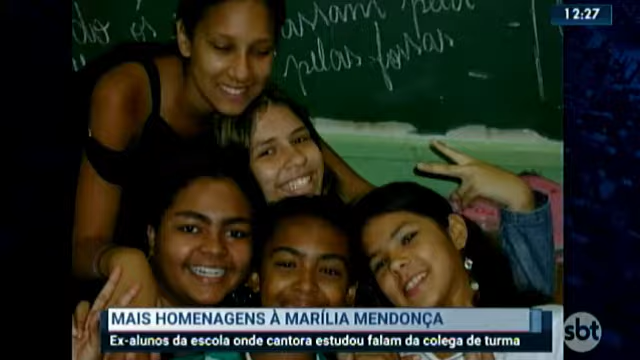 12:27
pelas fossas
MAIS HOMENAGENS À MARÍLIA MENDONÇA
Ex-alunos da escola onde cantora estudou falam da colega de turma
sbt